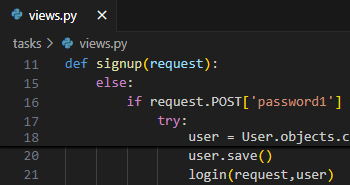 views.py
tasks > views.py
11 def signup(request):
15 else:
16 if request.POST['password1']
17 try:
18 user = User.objects.c
20 user.save()
21 login(request,user)